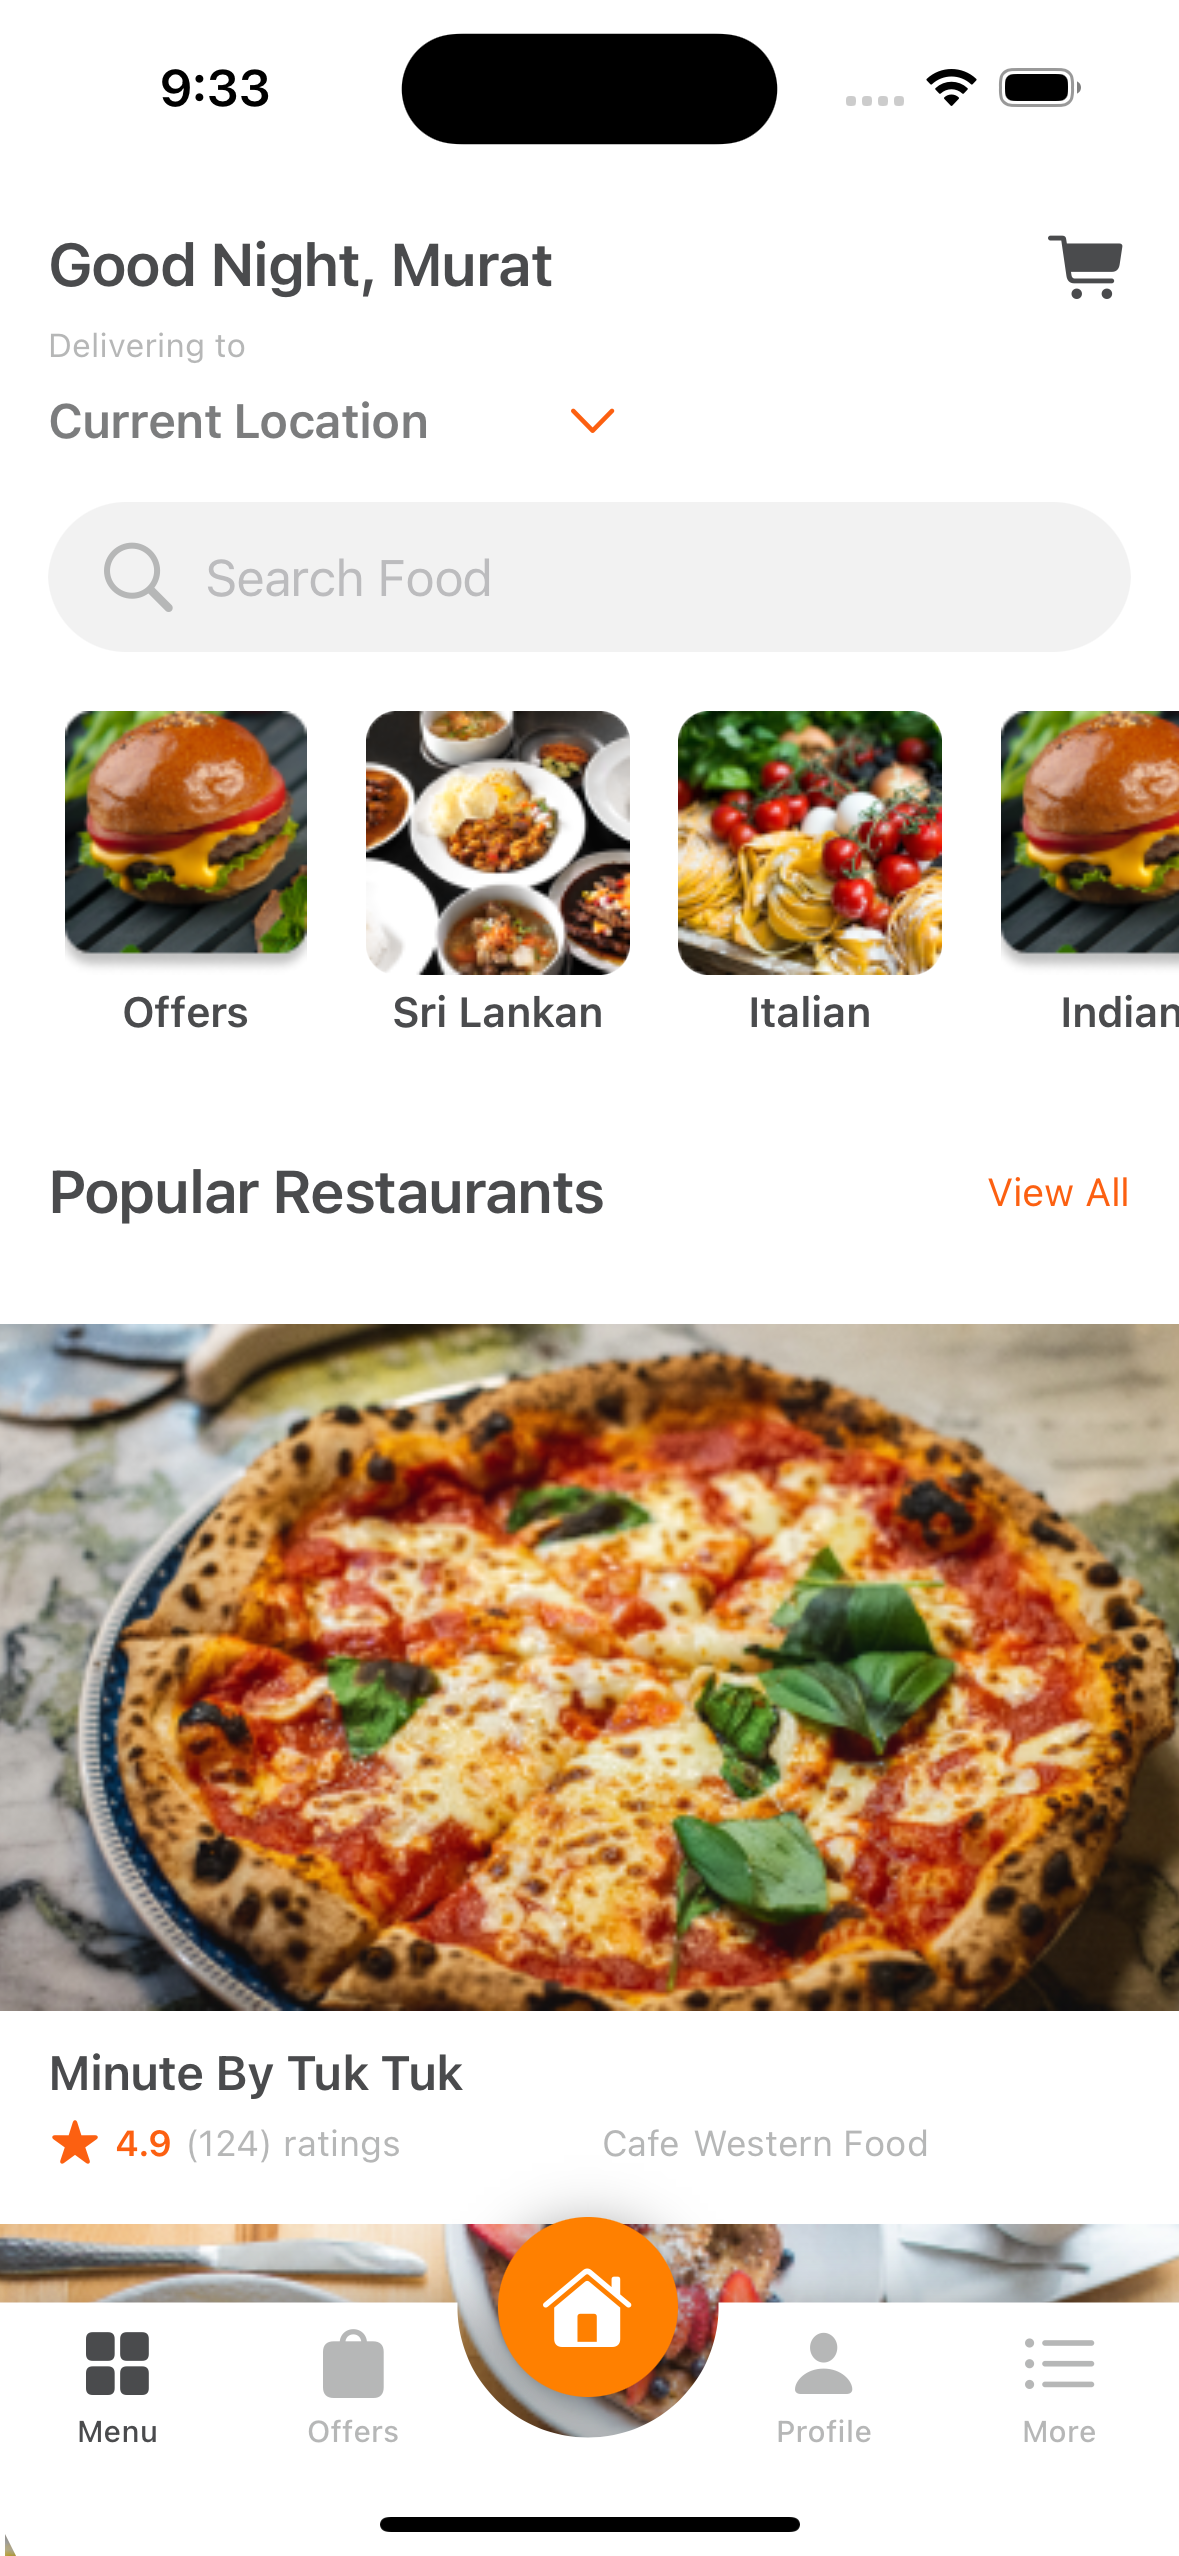 9:33
Good Night, Murat
Delivering to
Current Location
Search Food
Offers
Sri Lankan
Italian
Indian
Popular Restaurants
View All
Minute By Tuk Tuk
4.9 (124) ratings
Cafe Western Food
Menu
Offers
Profile
More